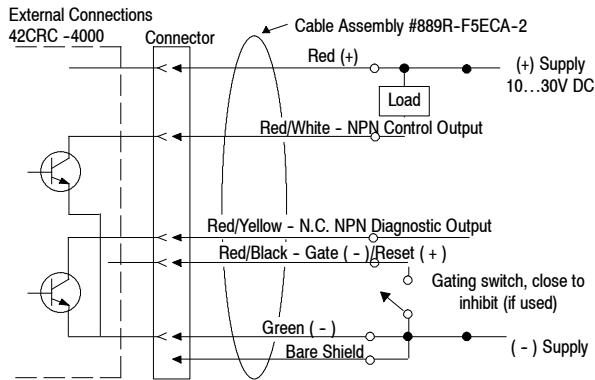 External Connections
42CRC -4000
Connector
Cable Assembly #889R-F5ECA-2
Red (+)
(+) Supply
10…30V DC
Load
Red/White - NPN Control Output
Red/Yellow - N.C. NPN Diagnostic Output
Red/Black - Gate ( - )/Reset ( + )
Gating switch, close to
inhibit (if used)
Green ( - )
( - ) Supply
Bare Shield